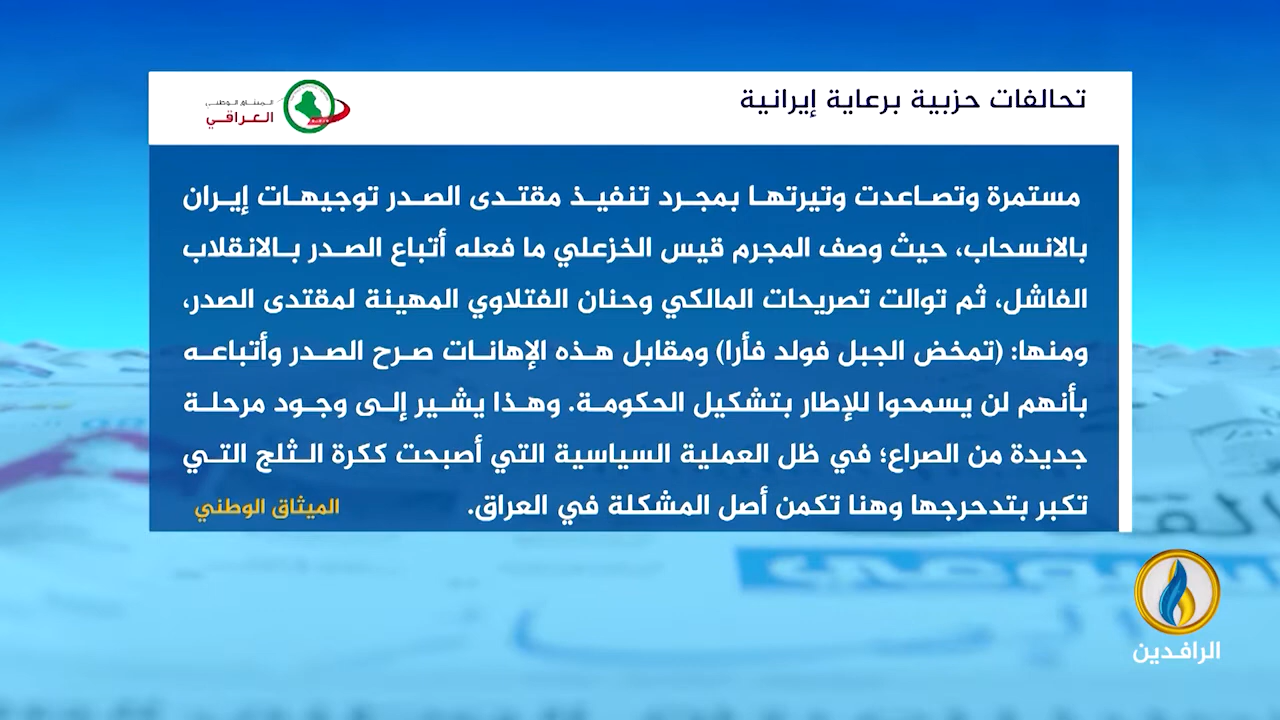 تحالفات حزبية برعاية إيرانية
الميثاق الوطني
العراقي
مستمرة وتصاعدت وتيرتها بمجرد تنفيذ مقتدى الصدر توجيهات إيران
بالانسحاب، حيث وصف المجرم قيس الخزعلي ما فعله أتباع الصدر بالانقلاب
الفاشل، ثم توالت تصريحات المالكي وحنان الفتلاوي المهينة لمقتدى الصدر،
ومنها: (تمخض الجبل فولد فأرا) ومقابل هذه الإهانات صرح الصدر وأتباعه
بأنهم لن يسمحوا للإطار بتشكيل الحكومة. وهذا يشير إلى وجود مرحلة
جديدة من الصراع؛ في ظل العملية السياسية التي أصبحت ككرة الثلج التي
تكبر بتدحرجها وهنا تكمن أصل المشكلة في العراق.
الميثاق الوطني
الرافدين